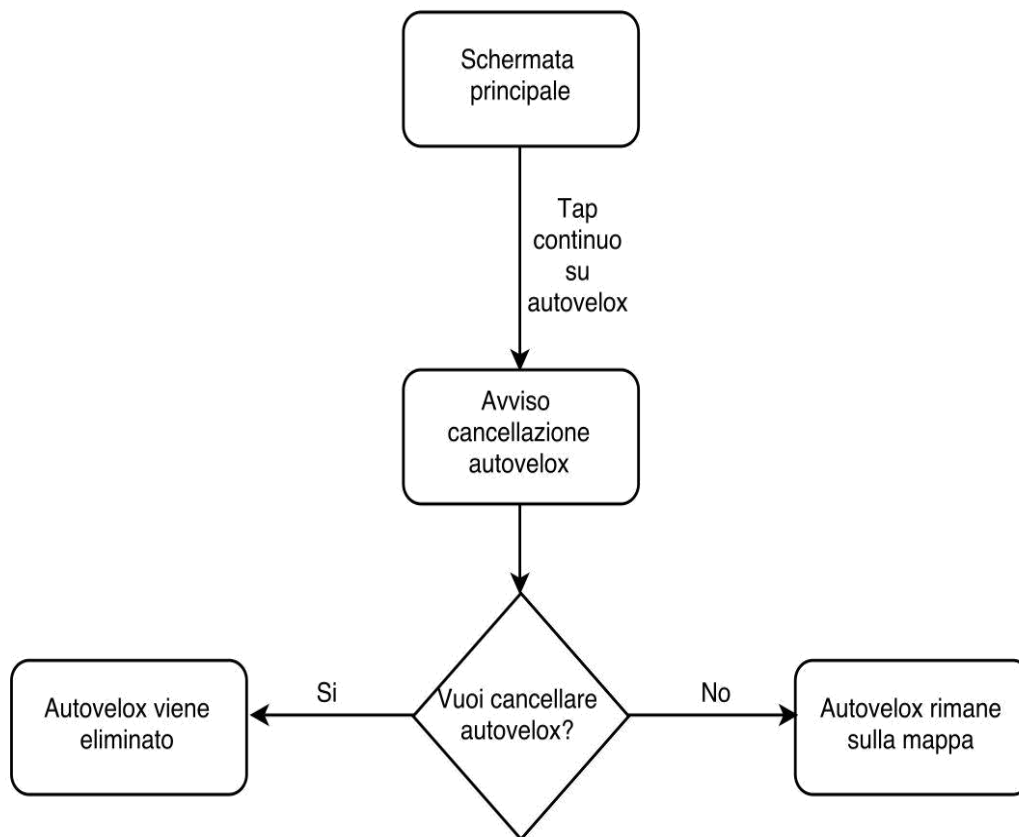 Schermata
principale
Tap
continuo
su
autovelox
Avviso
cancellazione
autovelox
Vuoi cancellare
autovelox?
Si
No
Autovelox viene
eliminato
Autovelox rimane
sulla mappa